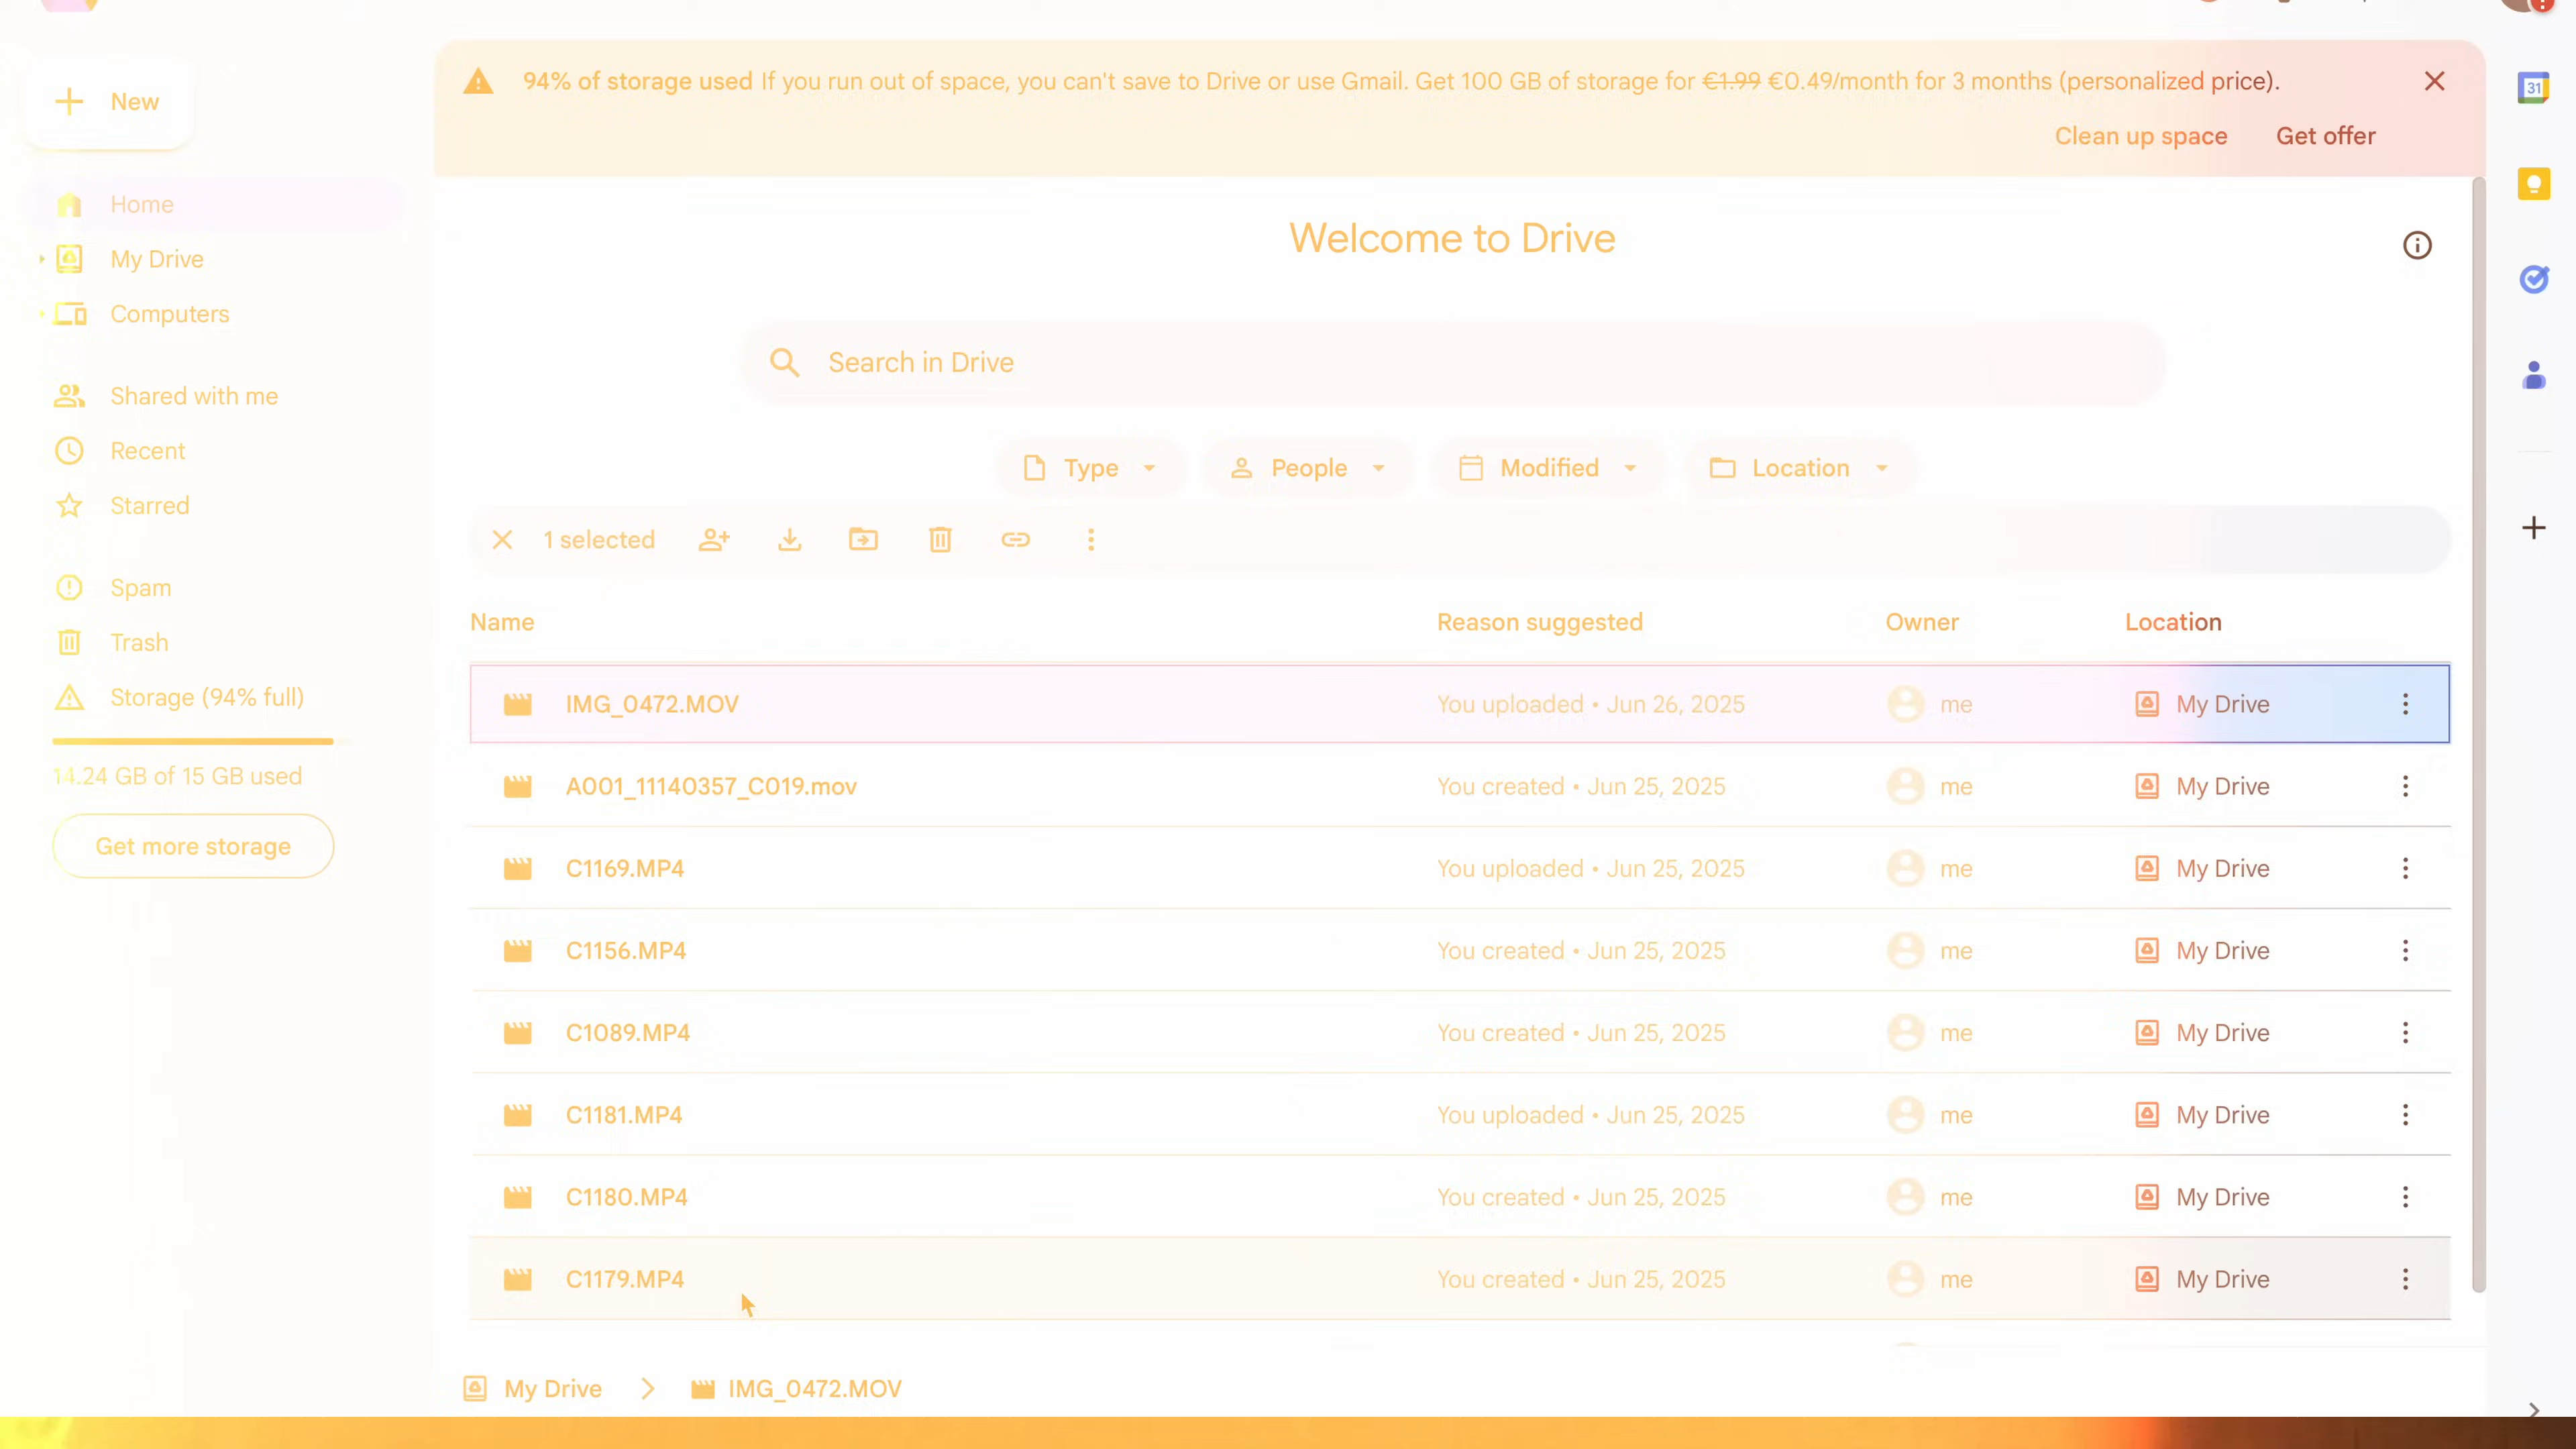 94% of storage used If you run out of space, you can't save to Drive or use Gmail. Get 100 GB of storage for €1.99 €0.49/month for 3 months (personalized price).
Clean up space Get offer
31
New
Home
My Drive
Computers
Shared with me
Recent
Starred
Spam
Trash
Storage (94% full)
14.24 GB of 15 GB used
Get more storage
Welcome to Drive
Search in Drive
Type People Modified Location
1 selected
Name Reason suggested Owner Location
IMG_0472.MOV You uploaded • Jun 26, 2025 me My Drive
A001_11140357_C019.mov You created • Jun 25, 2025 me My Drive
C1169.MP4 You uploaded • Jun 25, 2025 me My Drive
C1156.MP4 You created • Jun 25, 2025 me My Drive
C1089.MP4 You created • Jun 25, 2025 me My Drive
C1181.MP4 You uploaded • Jun 25, 2025 me My Drive
C1180.MP4 You created • Jun 25, 2025 me My Drive
C1179.MP4 You created • Jun 25, 2025 me My Drive
My Drive > IMG_0472.MOV